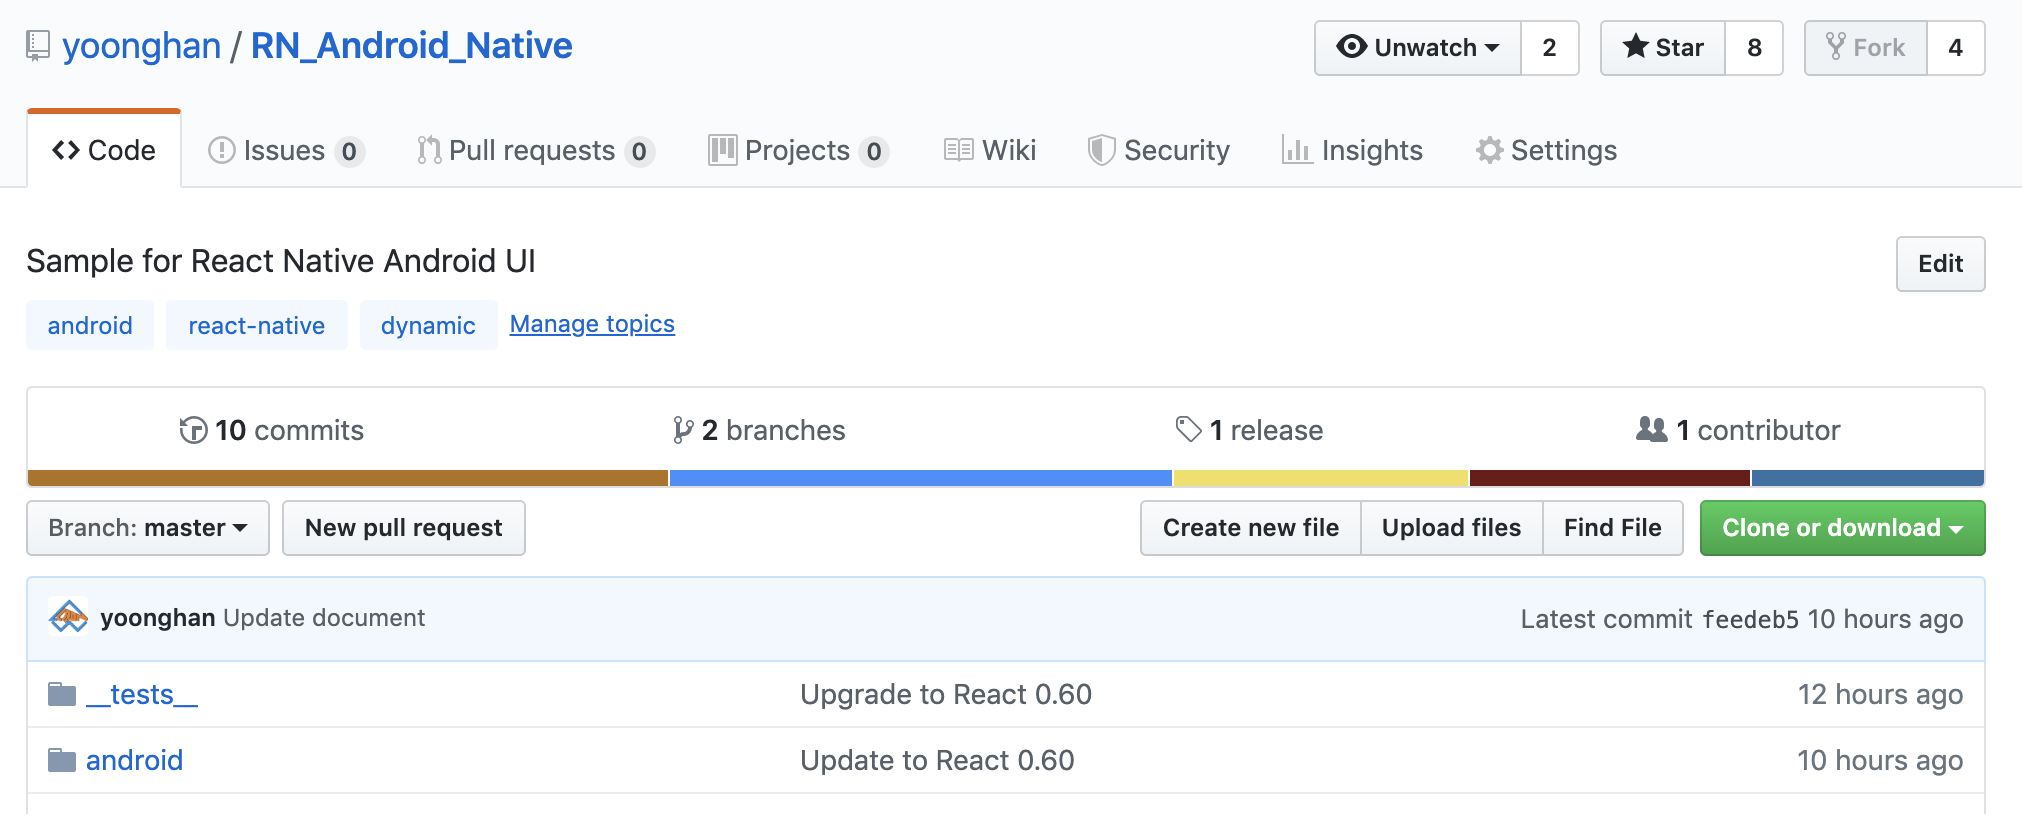 yoonghan / RN_Android_Native Unwatch 2 Star 8 Fork 4
Code Issues 0 Pull requests 0 Projects 0 Wiki Security Insights Settings
Sample for React Native Android UI Edit
android react-native dynamic Manage topics
10 commits 2 branches 1 release 1 contributor
Branch: master New pull request Create new file Upload files Find File Clone or download
yoonghan Update document Latest commit feedeb5 10 hours ago
__tests__ Upgrade to React 0.60 12 hours ago
android Update to React 0.60 10 hours ago